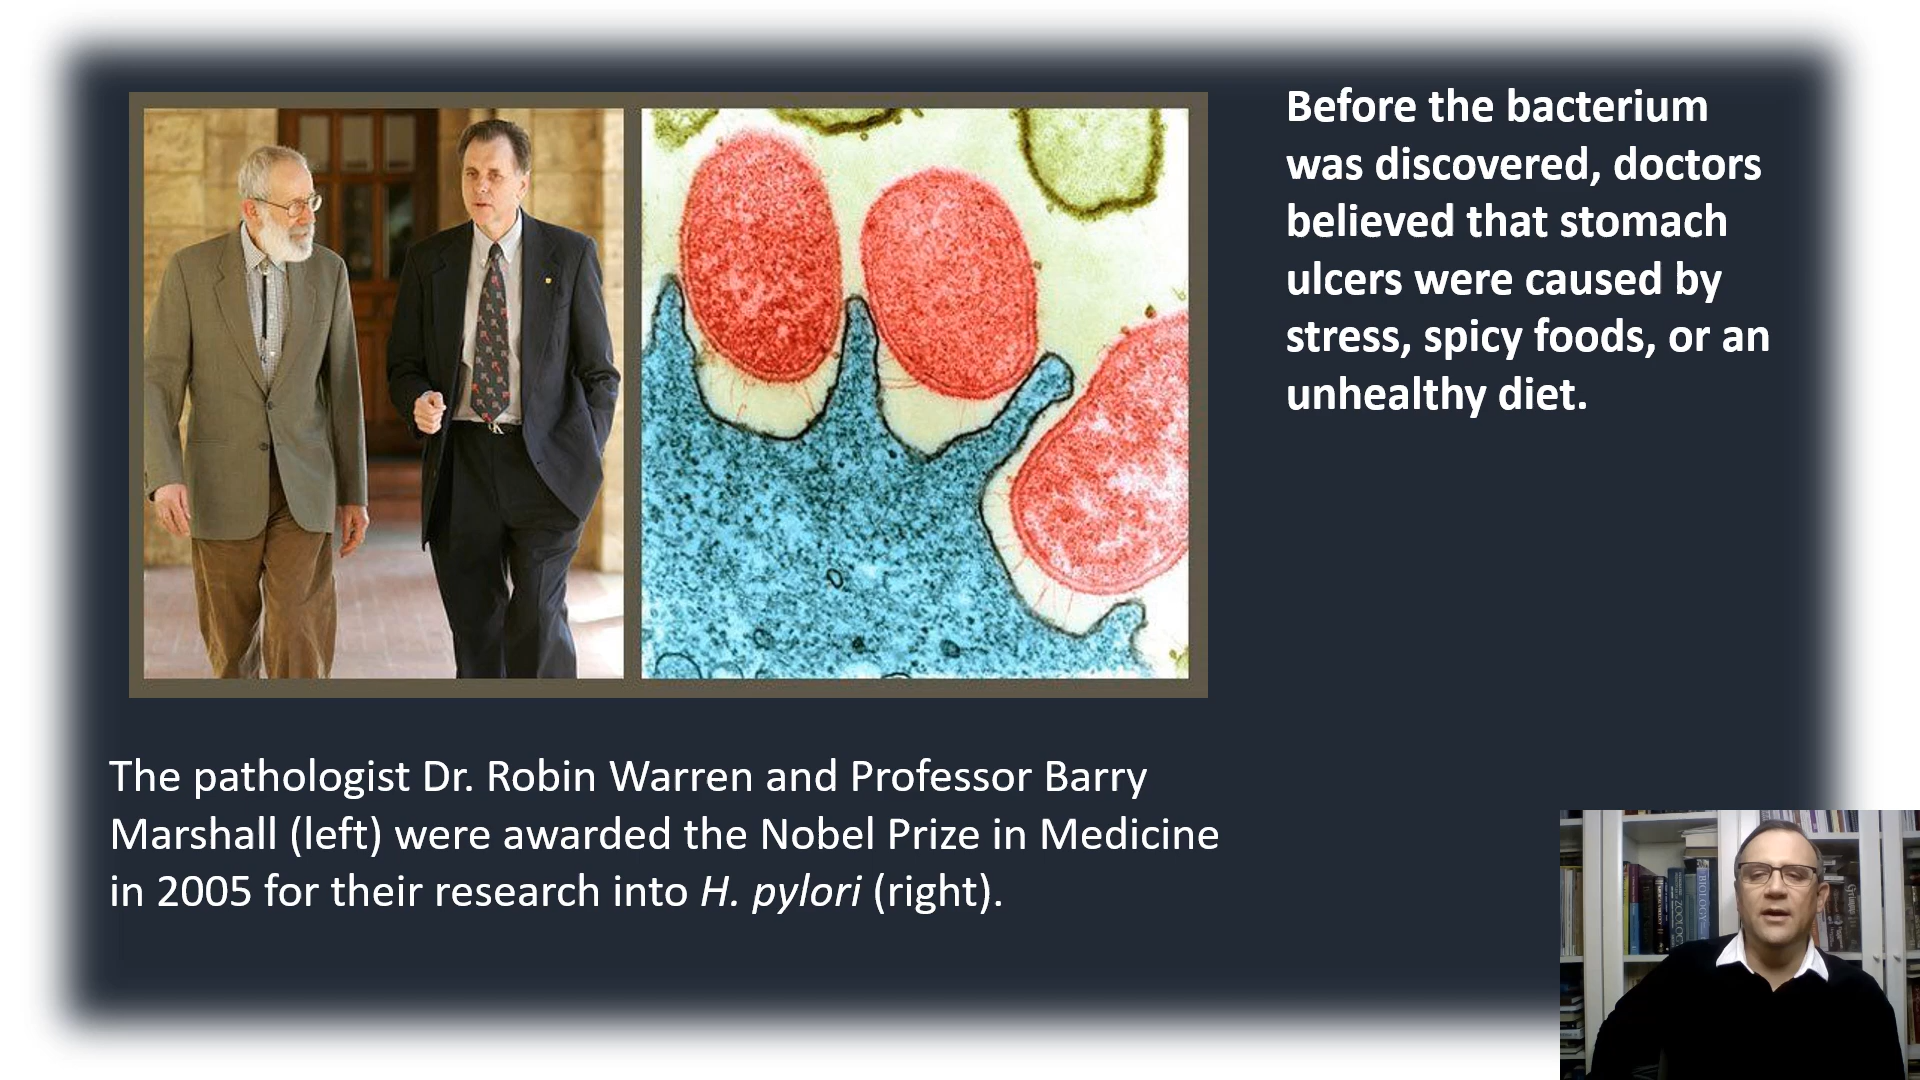 Before the bacterium
was discovered, doctors
believed that stomach
ulcers were caused by
stress, spicy foods, or an
unhealthy diet.
The pathologist Dr. Robin Warren and Professor Barry
Marshall (left) were awarded the Nobel Prize in Medicine
in 2005 for their research into H. pylori (right).
BIOLOGY
ZOOLOGY